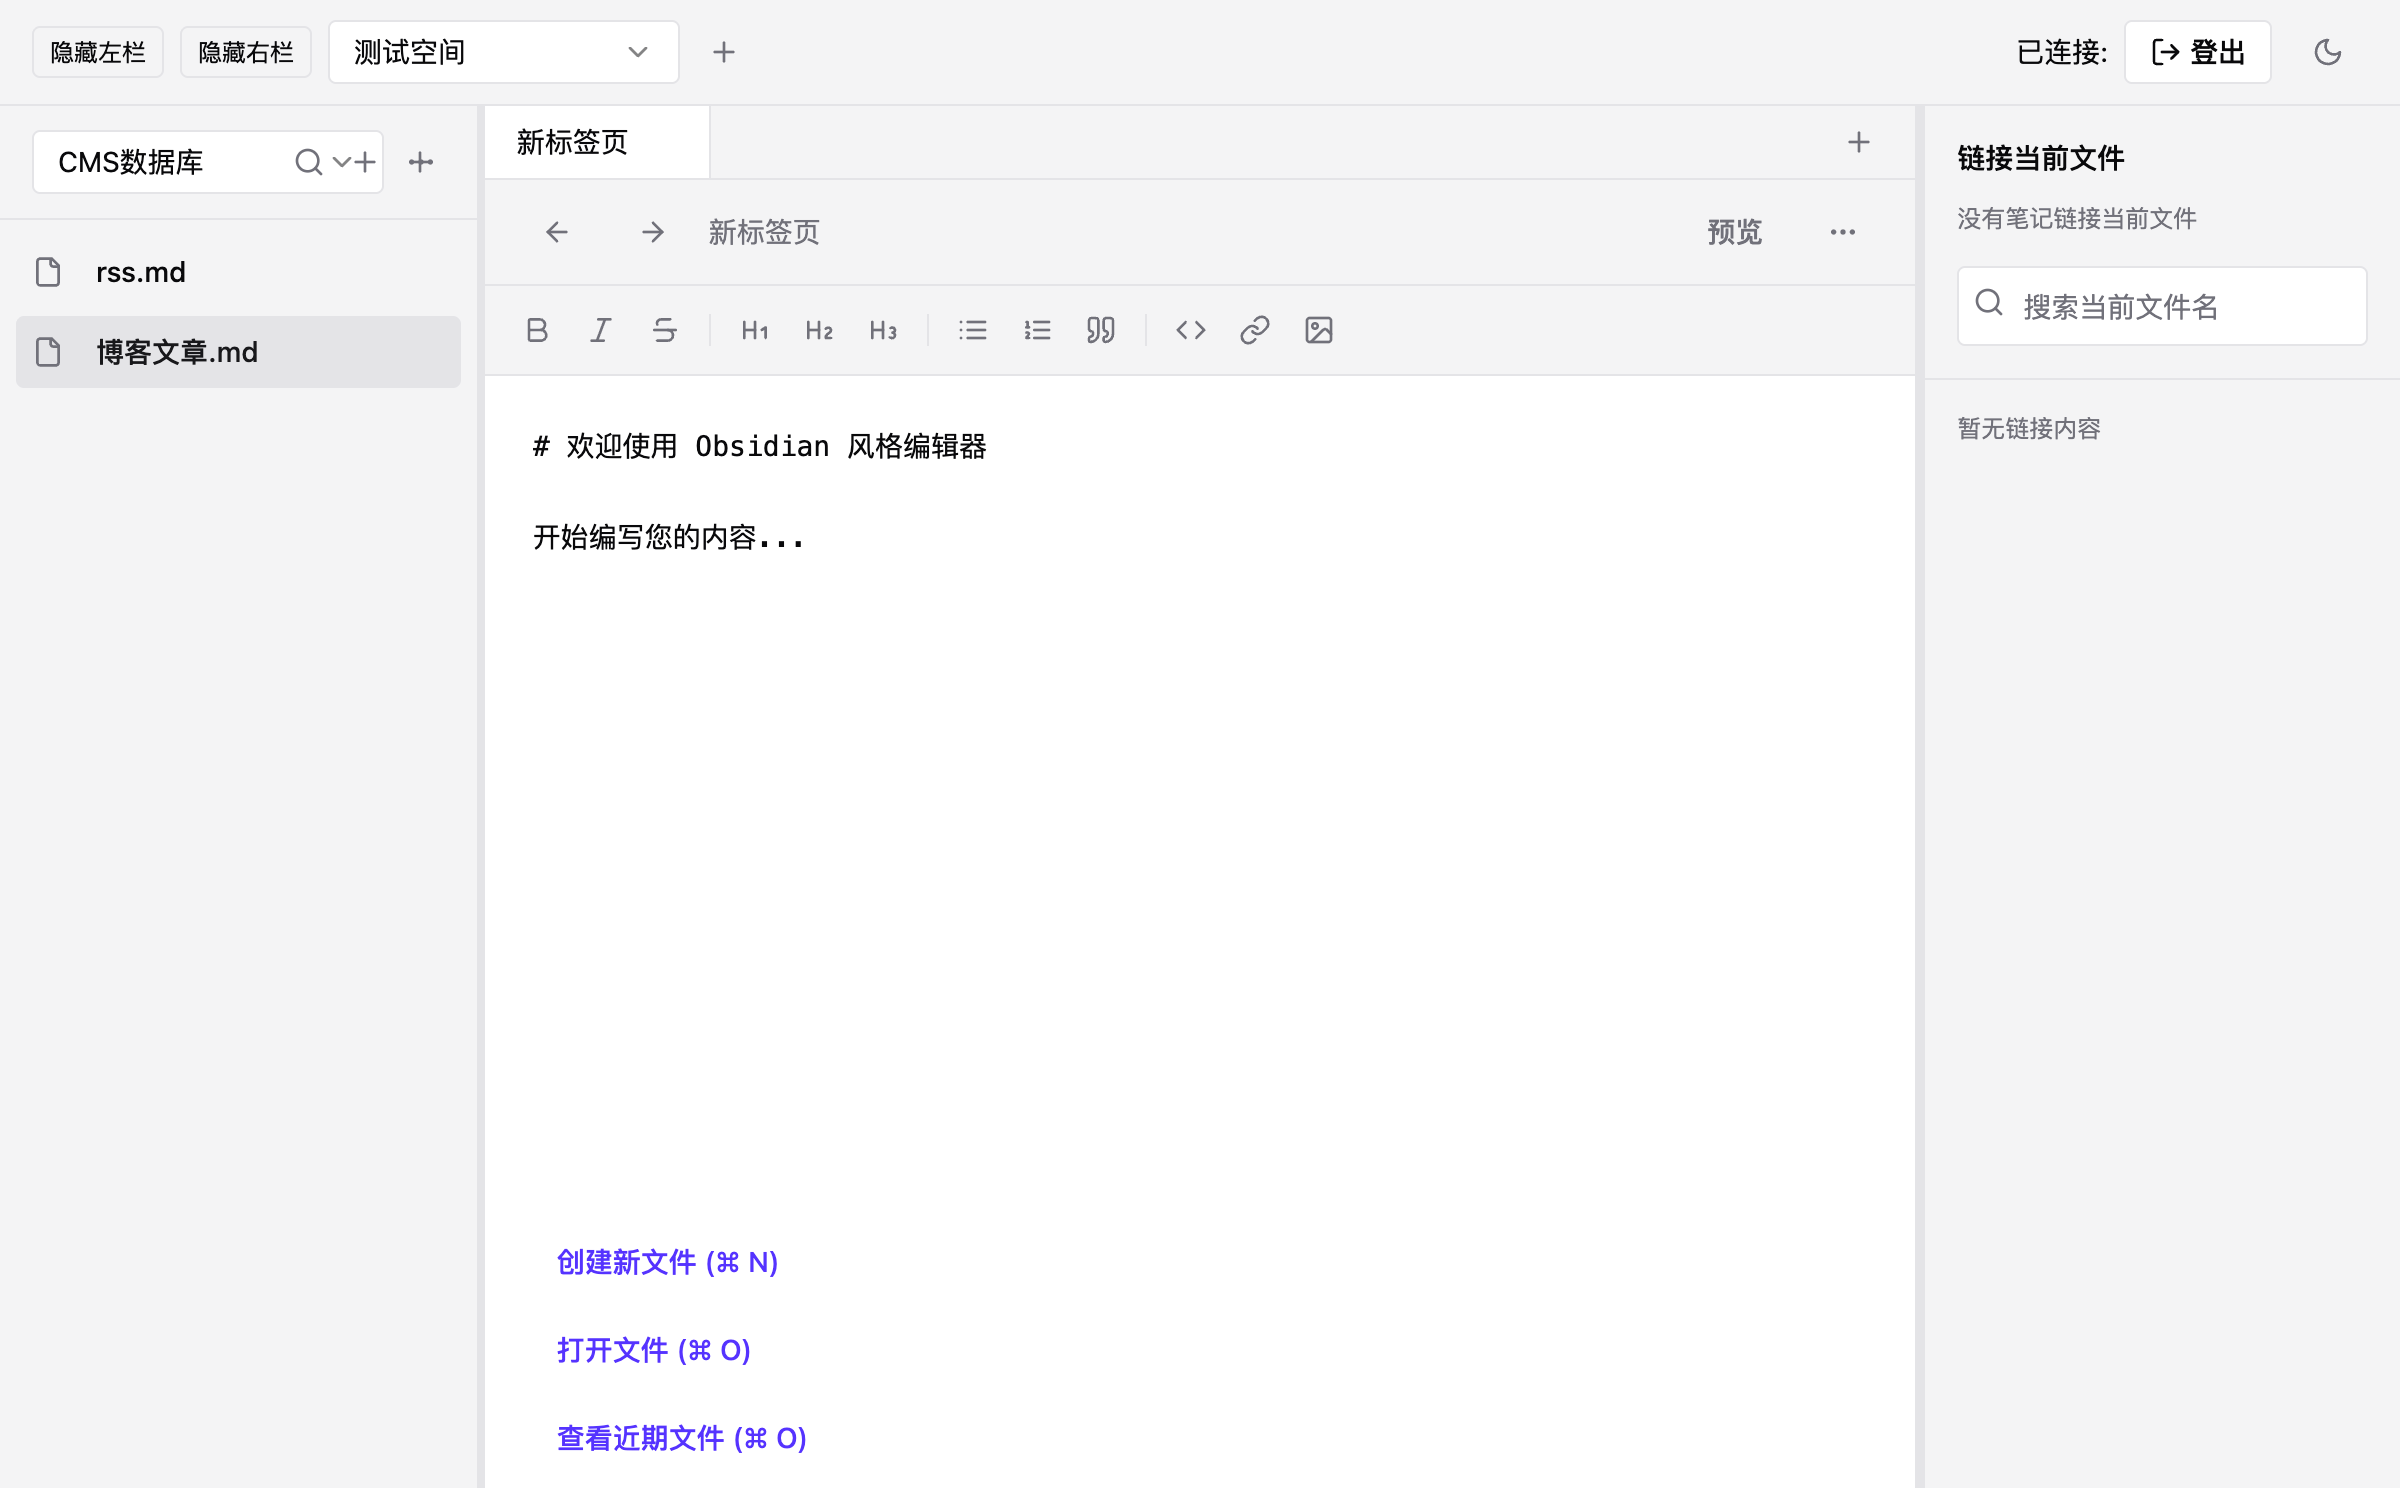 隐藏左栏
隐藏右栏
测试空间
已连接:
登出
CMS数据库
rss.md
博客文章.md
新标签页
新标签页
预览
H1
H2
H3
# 欢迎使用 Obsidian 风格编辑器
开始编写您的内容...
创建新文件 (⌘ N)
打开文件 (⌘ O)
查看近期文件 (⌘ O)
链接当前文件
没有笔记链接当前文件
搜索当前文件名
暂无链接内容